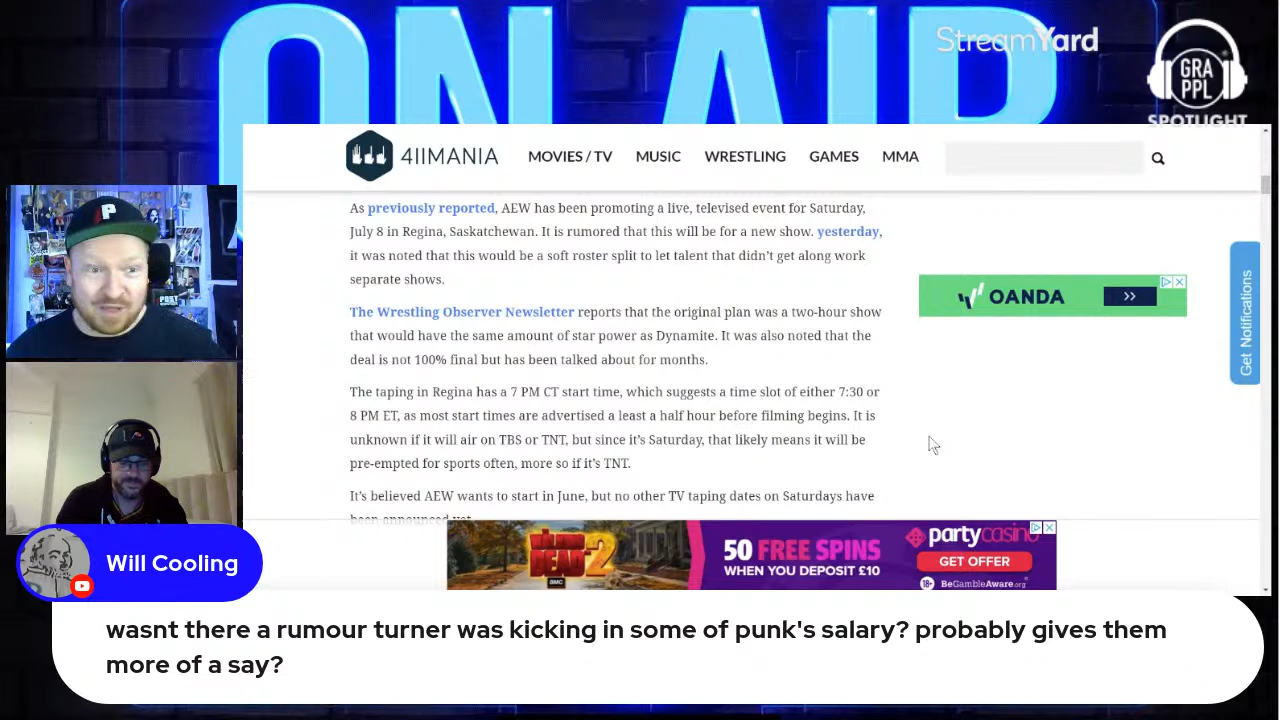 ON AIR
StreamYard
GRA
PPL
SPOTLIGHT
411MANIA
MOVIES / TV MUSIC WRESTLING GAMES MMA
As previously reported, AEW has been promoting a live, televised event for Saturday,
July 8 in Regina, Saskatchewan. It is rumored that this will be for a new show. yesterday,
it was noted that this would be a soft roster split to let talent that didn't get along work
separate shows.
The Wrestling Observer Newsletter reports that the original plan was a two-hour show
that would have the same amount of star power as Dynamite. It was also noted that the
deal is not 100% final but has been talked about for months.
The taping in Regina has a 7 PM CT start time, which suggests a time slot of either 7:30 or
8 PM ET, as most start times are advertised a least a half hour before filming begins. It is
unknown if it will air on TBS or TNT, but since it's Saturday, that likely means it will be
pre-empted for sports often, more so if it's TNT.
It's believed AEW wants to start in June, but no other TV taping dates on Saturdays have
been announced yet.
OANDA
Get Notifications
P
THE WALKING
DEAD 2
AMC
50 FREE SPINS
WHEN YOU DEPOSIT £10
partycasino
GET OFFER
18+ BeGambleAware.org
Will Cooling
wasnt there a rumour turner was kicking in some of punk's salary? probably gives them
more of a say?